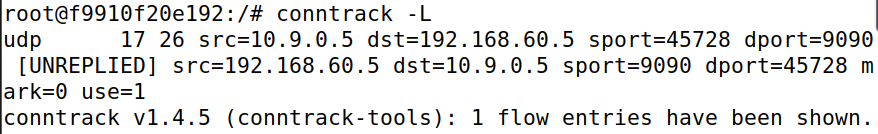 root@f9910f20e192:/# conntrack -L
udp      17 26 src=10.9.0.5 dst=192.168.60.5 sport=45728 dport=9090
 [UNREPLIED] src=192.168.60.5 dst=10.9.0.5 sport=9090 dport=45728 m
ark=0 use=1
conntrack v1.4.5 (conntrack-tools): 1 flow entries have been shown.